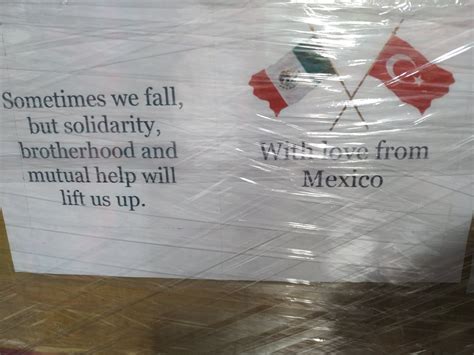 Sometimes we fall,
but solidarity,
brotherhood and
mutual help will
lift us up.
With love from
Mexico